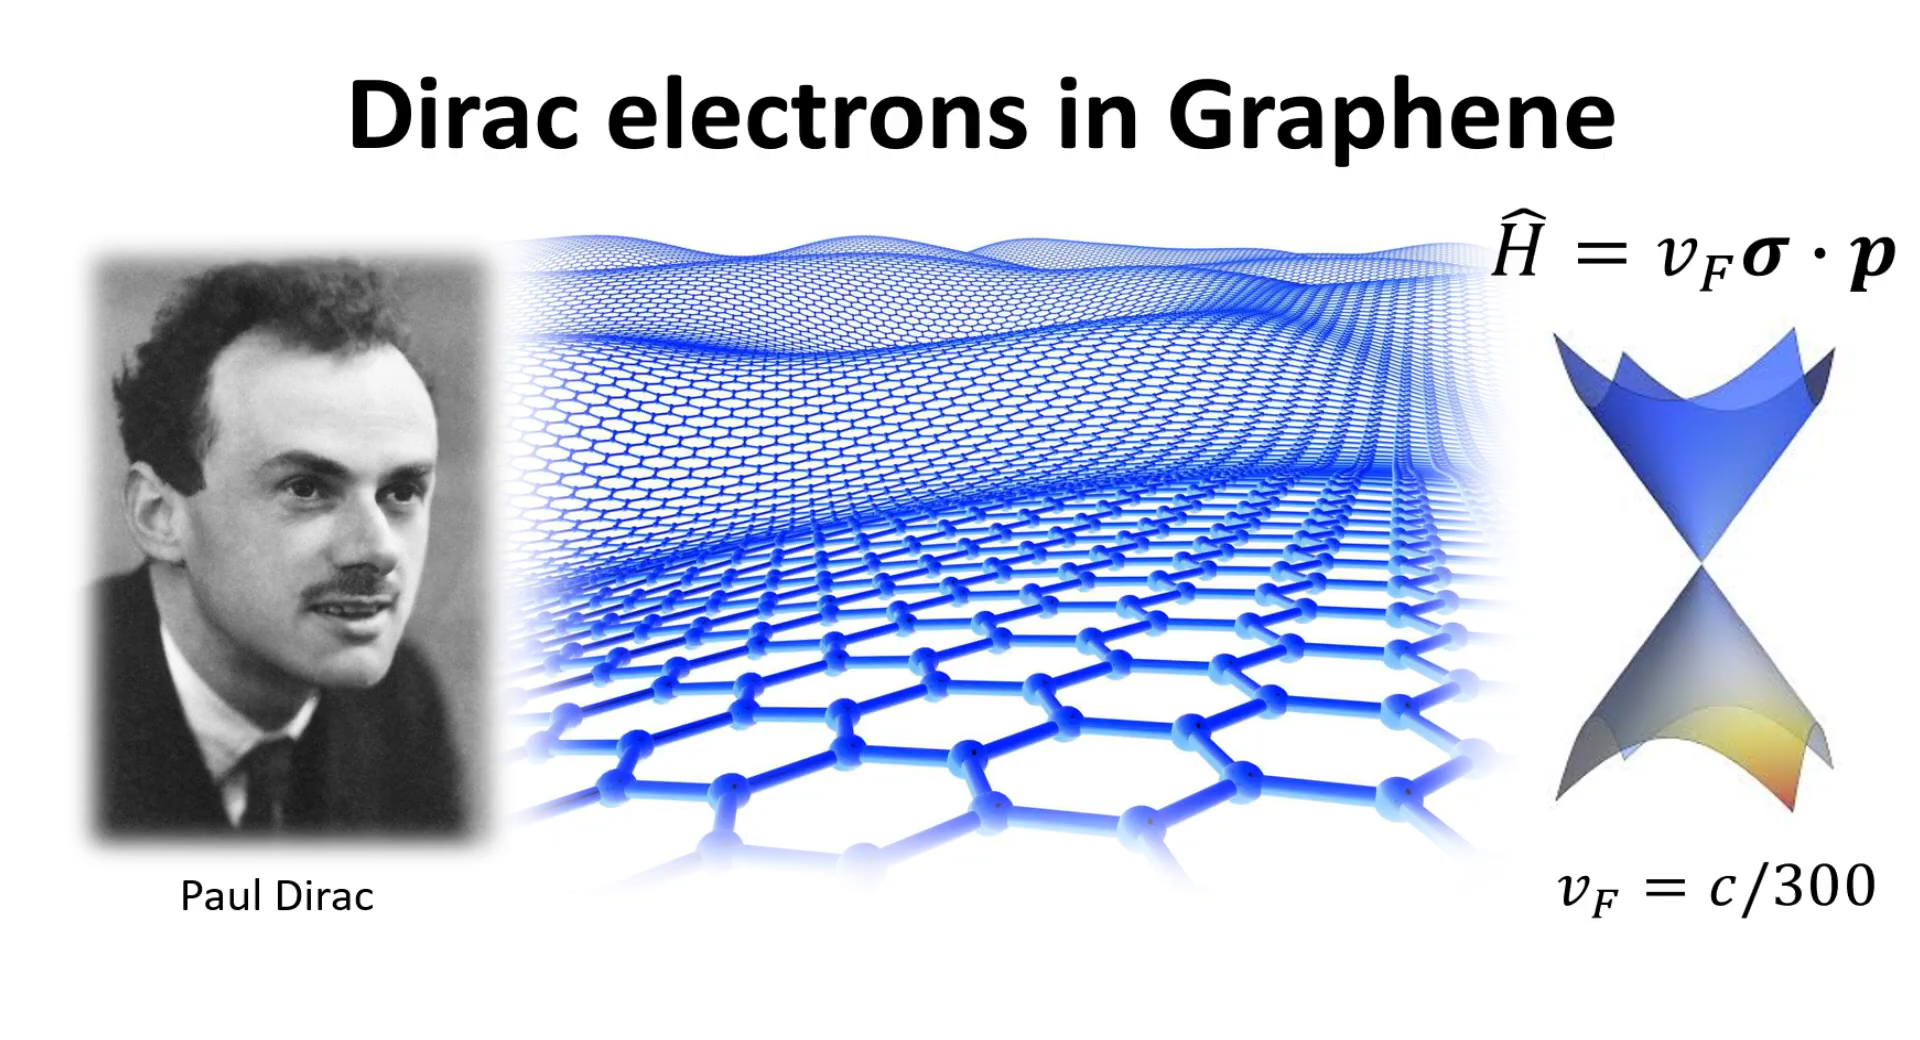 Dirac electrons in Graphene
Ĥ = v_F 𝝈 · 𝒑
Paul Dirac
v_F = c/300